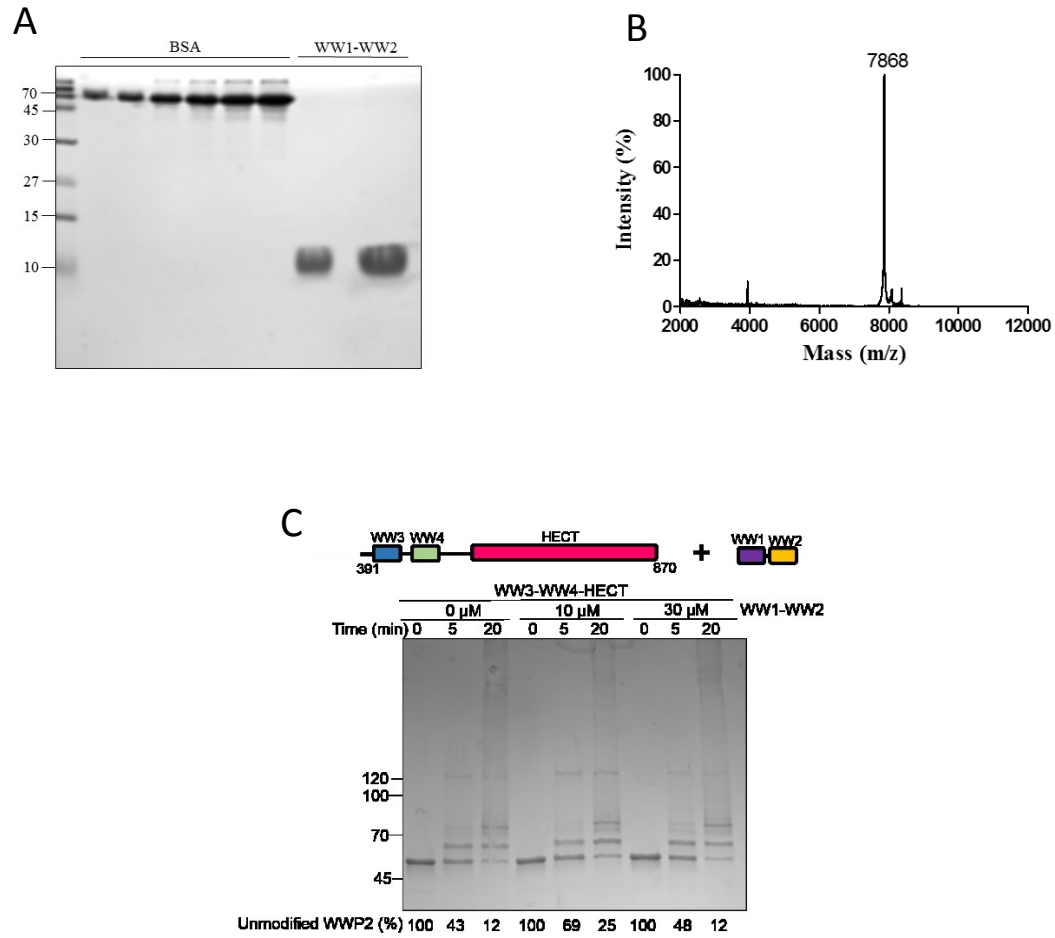 A
BSA WW1-WW2
70
45
30
27
15
10
B
7868
100
80
60
40
20
0
Intensity (%)
2000 4000 6000 8000 10000 12000
Mass (m/z)
C
WW3 WW4 HECT WW1 WW2
391 870 +
WW3-WW4-HECT
0 µM 10 µM 30 µM WW1-WW2
Time (min) 0 5 20 0 5 20 0 5 20
120
100
70
45
Unmodified WWP2 (%) 100 43 12 100 69 25 100 48 12